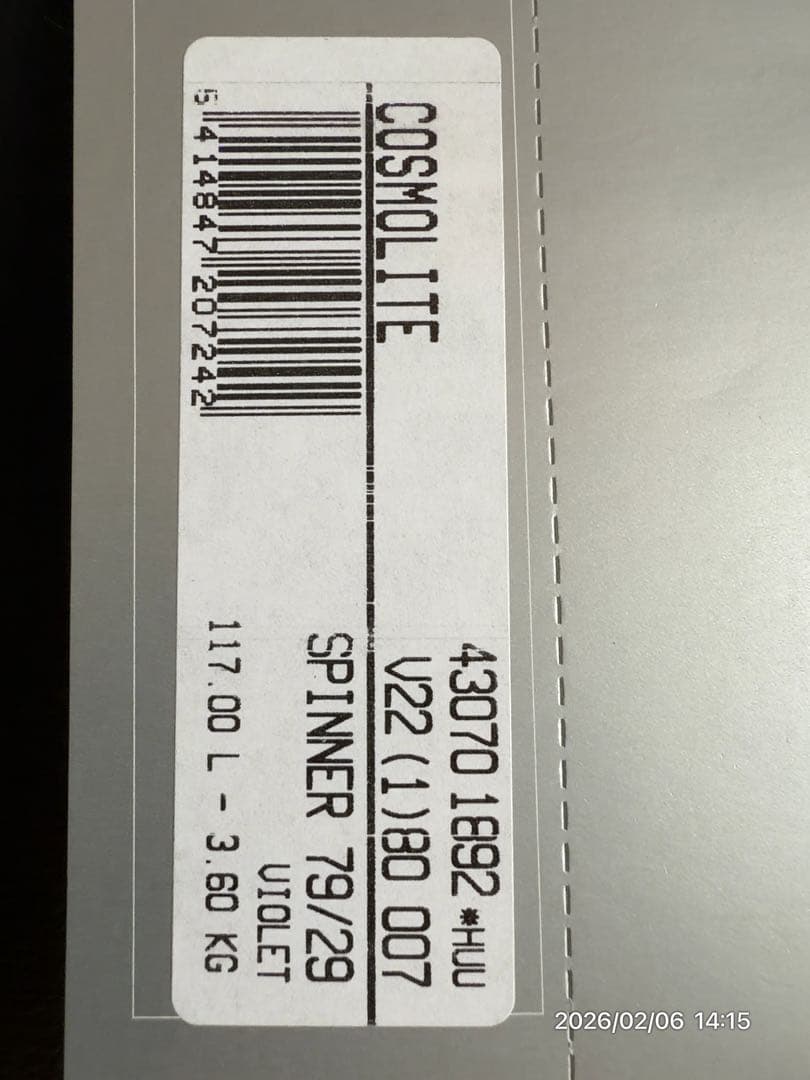 COSMOLITE
43070 1892 *HUU
V22 (1)80 007
SPINNER 79/29
VIOLET
117.00 L - 3.60 KG
5 414847 207242
2026/02/06 14:15